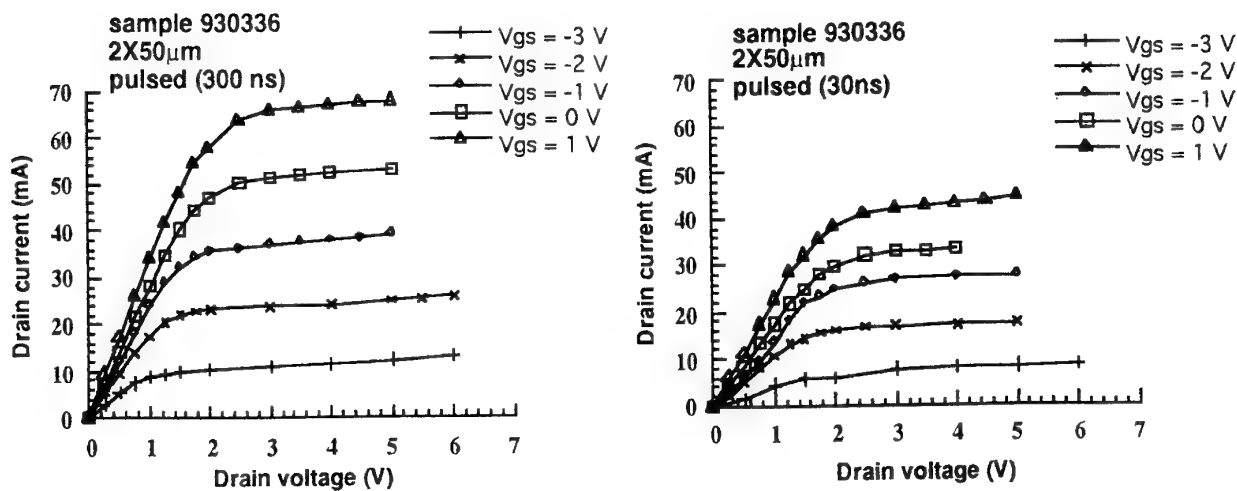 sample 930336
2X50μm
pulsed (300 ns)
Vgs = -3 V
Vgs = -2 V
Vgs = -1 V
Vgs = 0 V
Vgs = 1 V
70
60
50
40
30
20
10
0
Drain current (mA)
0 1 2 3 4 5 6 7
Drain voltage (V)
sample 930336
2X50μm
pulsed (30ns)
Vgs = -3 V
Vgs = -2 V
Vgs = -1 V
Vgs = 0 V
Vgs = 1 V
70
60
50
40
30
20
10
0
Drain current (mA)
0 1 2 3 4 5 6 7
Drain voltage (V)